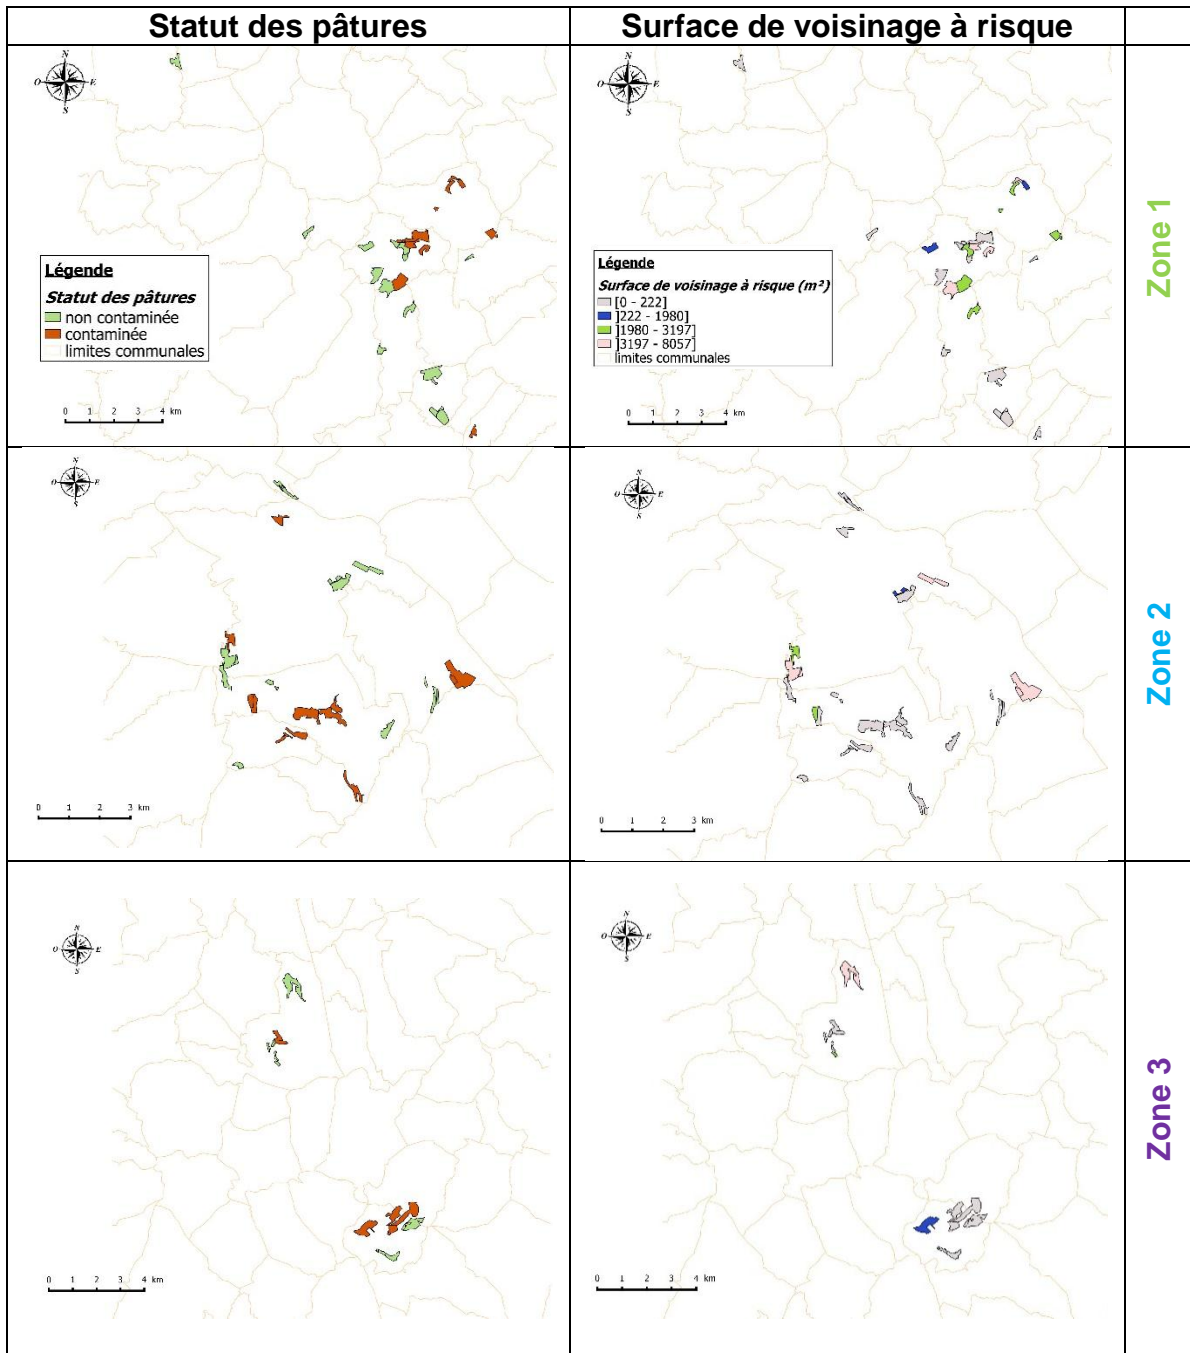 Statut des pâtures
Surface de voisinage à risque
N
O
E
S
Légende
Statut des pâtures
non contaminée
contaminée
limites communales
0 1 2 3 4 km
N
O
E
S
Légende
Surface de voisinage à risque (m²)
[0 - 222]
]222 - 1980]
]1980 - 3197]
]3197 - 8057]
limites communales
0 1 2 3 4 km
Zone 1
N
O
E
S
0 1 2 3 km
N
O
E
S
0 1 2 3 km
Zone 2
N
O
E
S
0 1 2 3 4 km
N
O
E
S
0 1 2 3 4 km
Zone 3